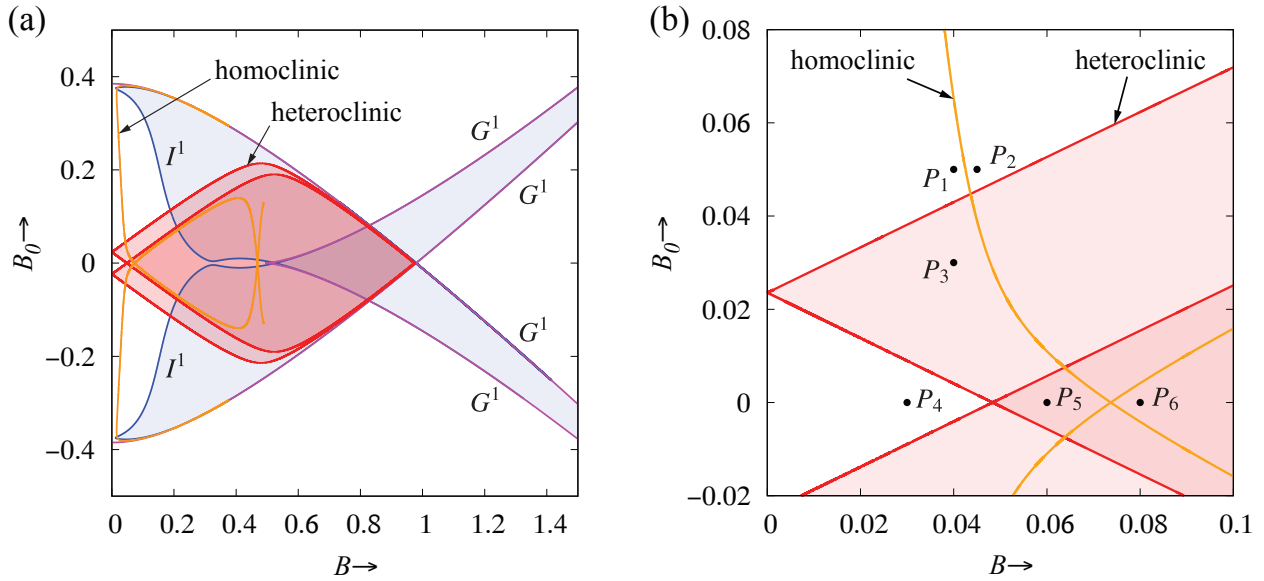 (a)
0.4
0.2
0
−0.2
−0.4
0
0.2
0.4
0.6
0.8
1
1.2
1.4
B₀→
B→
homoclinic
heteroclinic
I¹
I¹
G¹
G¹
G¹
G¹
(b)
0.08
0.06
0.04
0.02
0
-0.02
0
0.02
0.04
0.06
0.08
0.1
B₀→
B→
homoclinic
heteroclinic
P₁
P₂
P₃
P₄
P₅
P₆